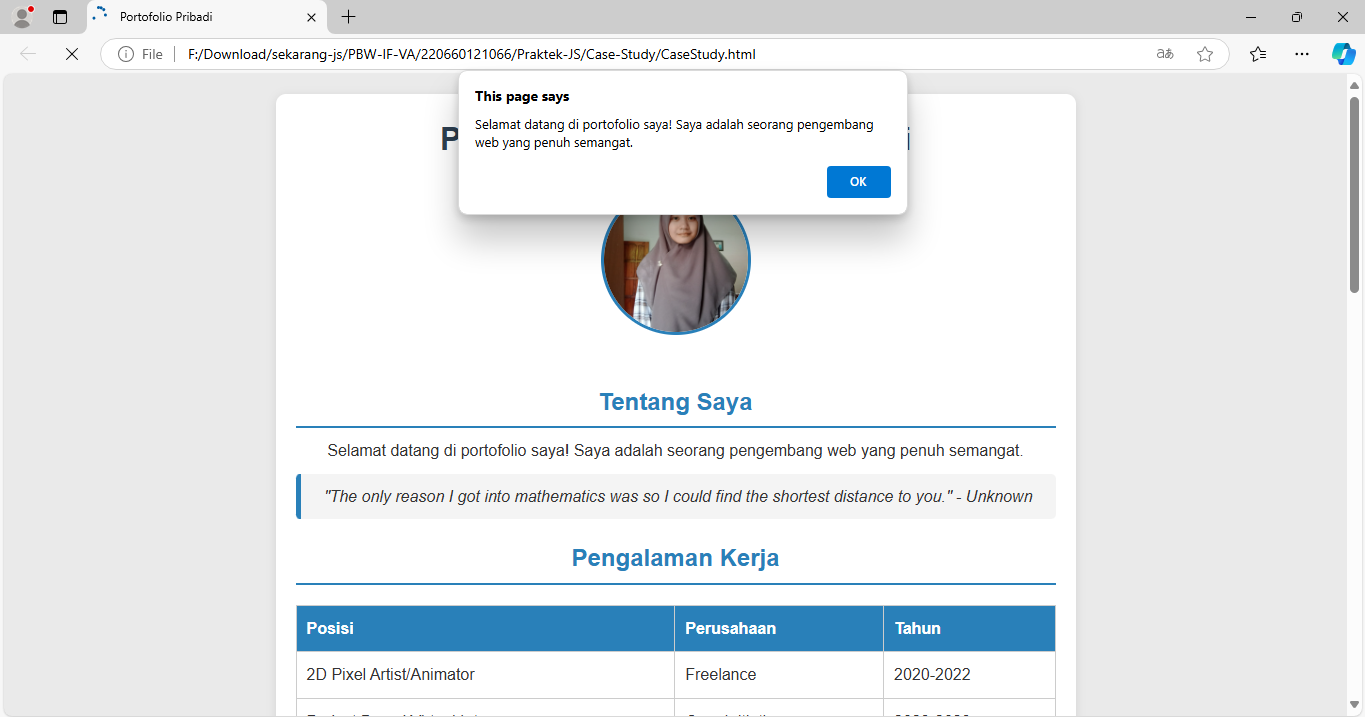 Portofolio Pribadi
File
F:/Download/sekarang-js/PBW-IF-VA/220660121066/Praktek-JS/Case-Study/CaseStudy.html
This page says
Selamat datang di portofolio saya! Saya adalah seorang pengembang
web yang penuh semangat.
OK
Tentang Saya
Selamat datang di portofolio saya! Saya adalah seorang pengembang web yang penuh semangat.
"The only reason I got into mathematics was so I could find the shortest distance to you." - Unknown
Pengalaman Kerja
Posisi Perusahaan Tahun
2D Pixel Artist/Animator Freelance 2020-2022